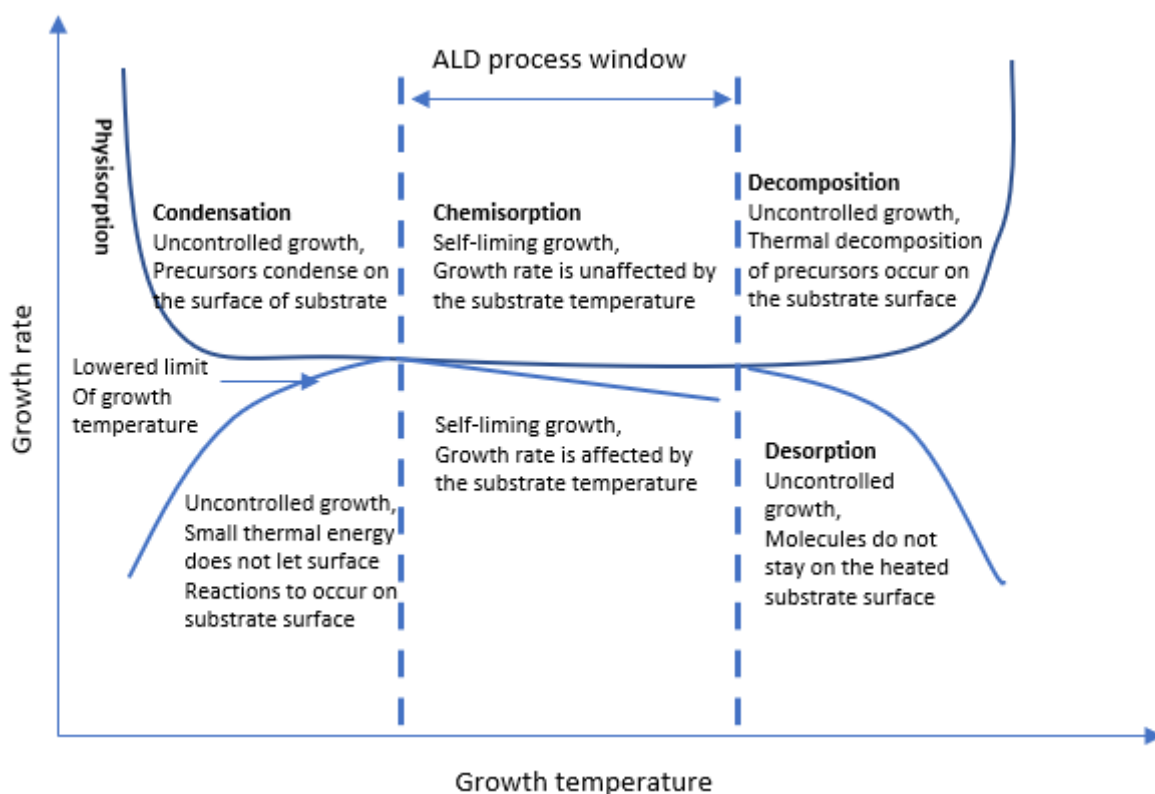 ALD process window
Physisorption
Condensation
Uncontrolled growth,
Precursors condense on
the surface of substrate
Chemisorption
Self-liming growth,
Growth rate is unaffected by
the substrate temperature
Decomposition
Uncontrolled growth,
Thermal decomposition
of precursors occur on
the substrate surface
Growth rate
Lowered limit
Of growth
temperature
Uncontrolled growth,
Small thermal energy
does not let surface
Reactions to occur on
substrate surface
Self-liming growth,
Growth rate is affected by
the substrate temperature
Desorption
Uncontrolled
growth,
Molecules do not
stay on the heated
substrate surface
Growth temperature